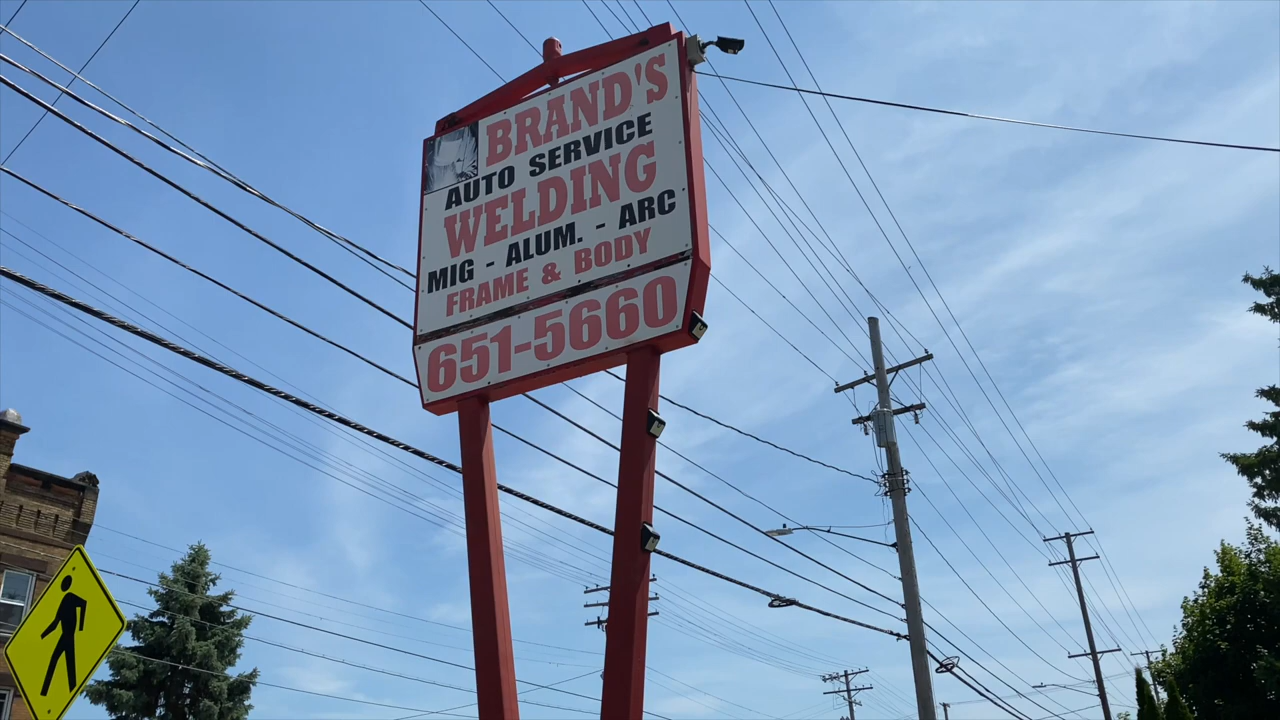 BRAND'S
AUTO SERVICE
WELDING
MIG - ALUM. - ARC
FRAME & BODY
651-5660